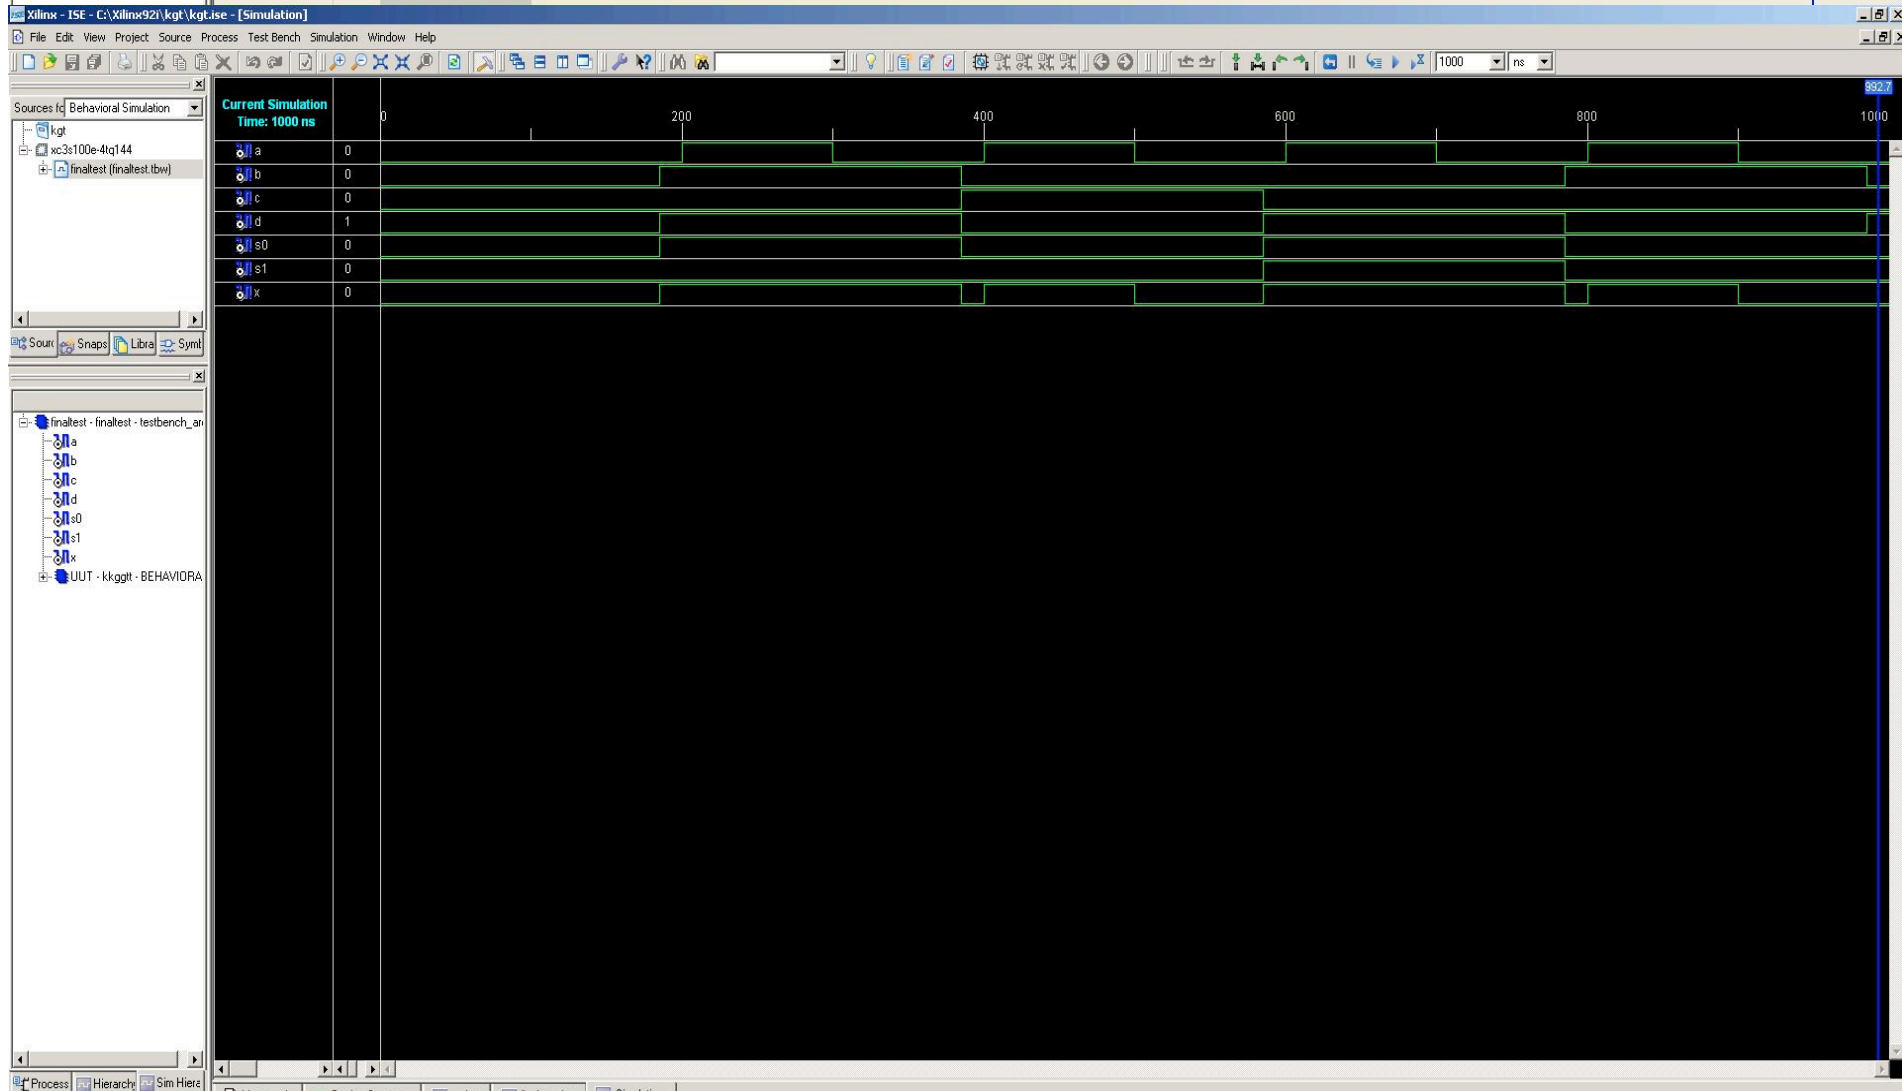 Xilinx - ISE - C:\Xilinx92i\kgt\kgt.ise - [Simulation]
File Edit View Project Source Process Test Bench Simulation Window Help
1000 ns
Sources fo Behavioral Simulation
kgt
xc3s100e-4tq144
finaltest (finaltest.tbw)
Sourc Snaps Libra Symb
finaltest - finaltest - testbench_arc
a
b
c
d
s0
s1
x
UUT - kkggtt - BEHAVIORA
Process Hierarchy Sim Hiera
992.7
Current Simulation
Time: 1000 ns
0 200 400 600 800 1000
a 0
b 0
c 0
d 1
s0 0
s1 0
x 0